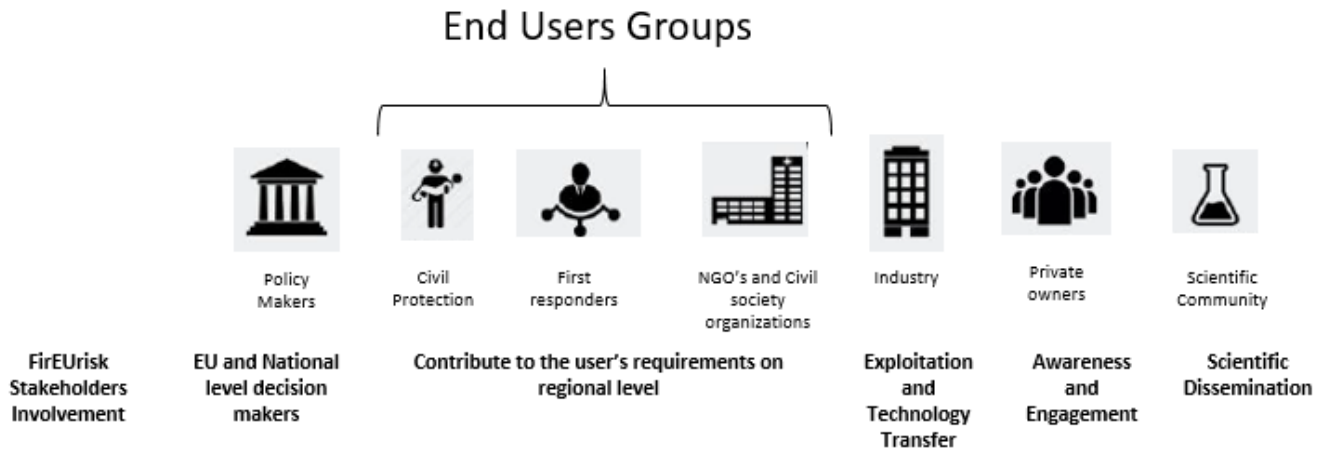 End Users Groups
Policy
Makers
Civil
Protection
First
responders
NGO's and Civil
society
organizations
Industry
Private
owners
Scientific
Community
FirEUrisk
Stakeholders
Involvement
EU and National
level decision
makers
Contribute to the user's requirements on
regional level
Exploitation
and
Technology
Transfer
Awareness
and
Engagement
Scientific
Dissemination